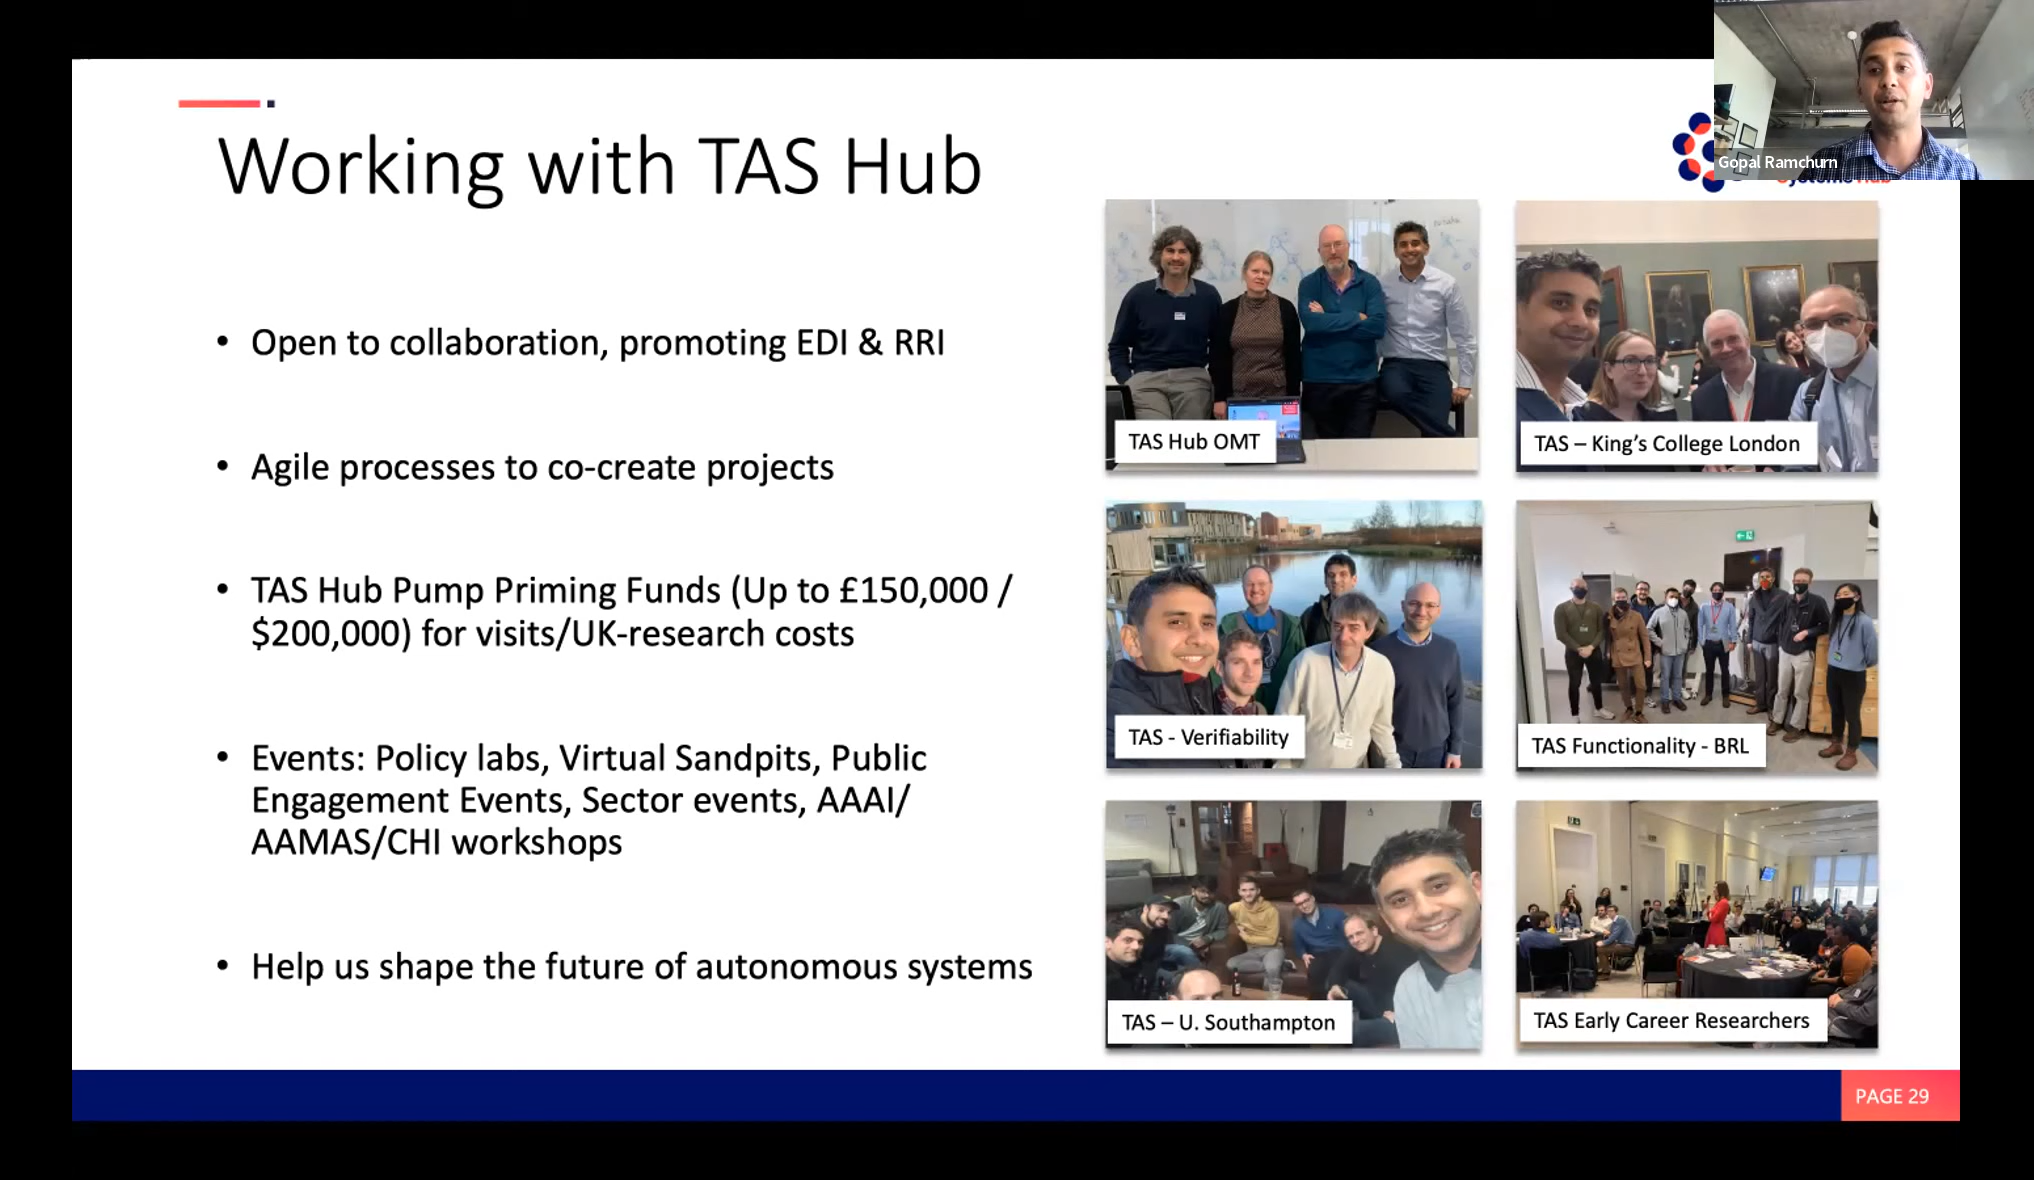 Gopal Ramchurn
Systems Hub
Working with TAS Hub
• Open to collaboration, promoting EDI & RRI
• Agile processes to co-create projects
• TAS Hub Pump Priming Funds (Up to £150,000 /
$200,000) for visits/UK-research costs
• Events: Policy labs, Virtual Sandpits, Public
Engagement Events, Sector events, AAAI/
AAMAS/CHI workshops
• Help us shape the future of autonomous systems
TAS Hub OMT
TAS – King's College London
TAS - Verifiability
TAS Functionality - BRL
TAS – U. Southampton
TAS Early Career Researchers
PAGE 29